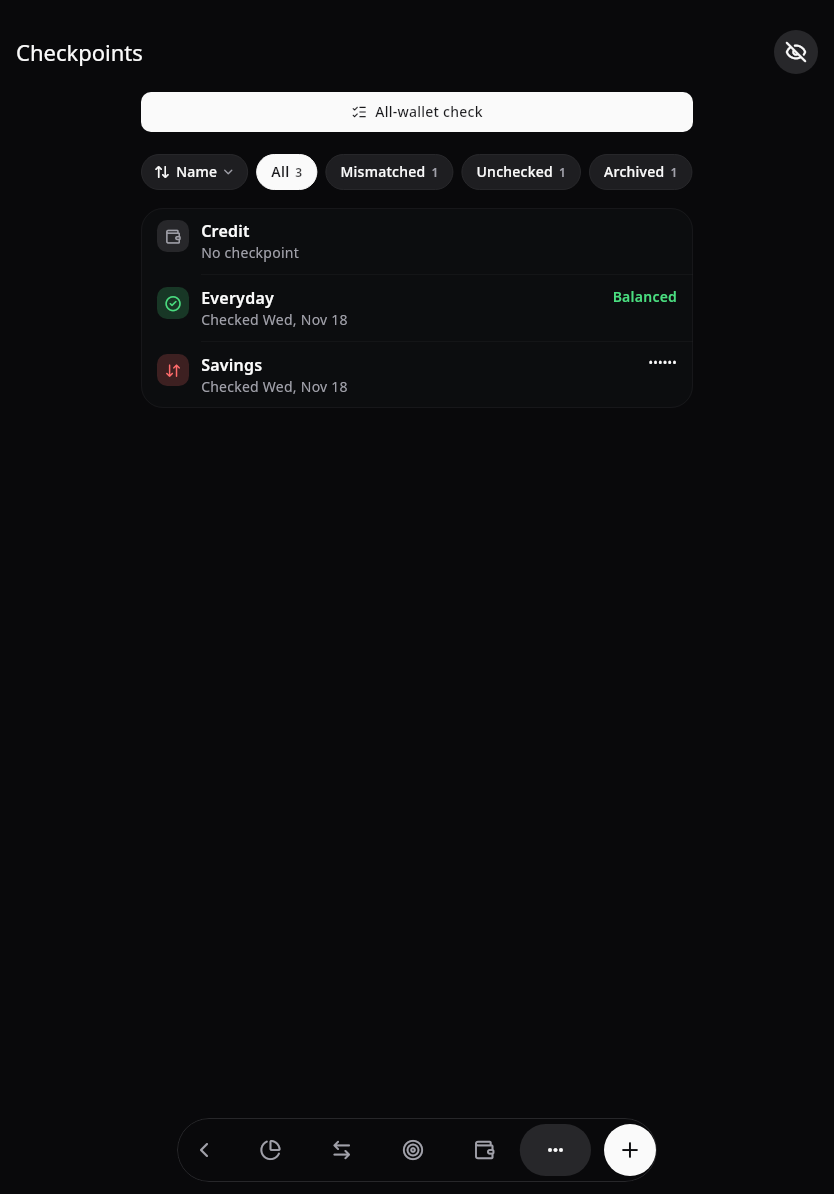 Checkpoints
All-wallet check
Name All 3 Mismatched 1 Unchecked 1 Archived 1
Credit
No checkpoint
Everyday Balanced
Checked Wed, Nov 18
Savings ••••••
Checked Wed, Nov 18